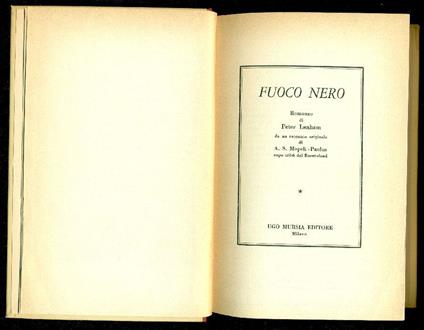 FUOCO NERO
Romanzo
di
Peter Lanham
da un racconto originale
di
A. S. Mopeli-Paulus
capo tribù del Basutoland
*
UGO MURSIA EDITORE
Milano